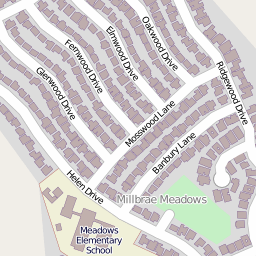 Oakwood Drive
Elmwood Drive
Fernwood Drive
Glenwood Drive
Ridgewood Drive
Mosswood Lane
Banbury Lane
Helen Drive
Millbrae Meadows
Meadows
Elementary
School